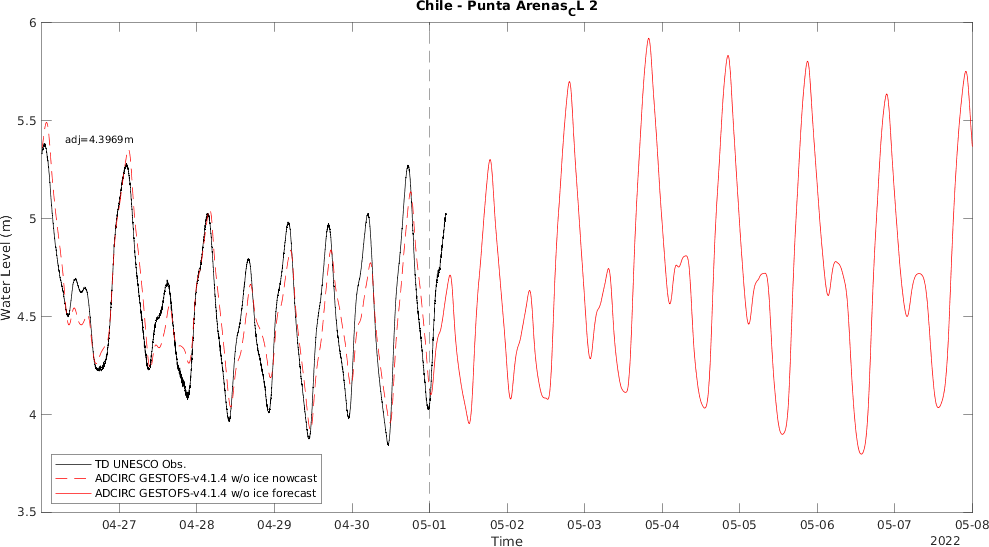 Chile - Punta Arenas_CL 2
6
5.5
5
4.5
4
3.5
Water Level (m)
adj=4.3969m
TD UNESCO Obs.
ADCIRC GESTOFS-v4.1.4 w/o ice nowcast
ADCIRC GESTOFS-v4.1.4 w/o ice forecast
04-27 04-28 04-29 04-30 05-01 05-02 05-03 05-04 05-05 05-06 05-07 05-08
Time
2022